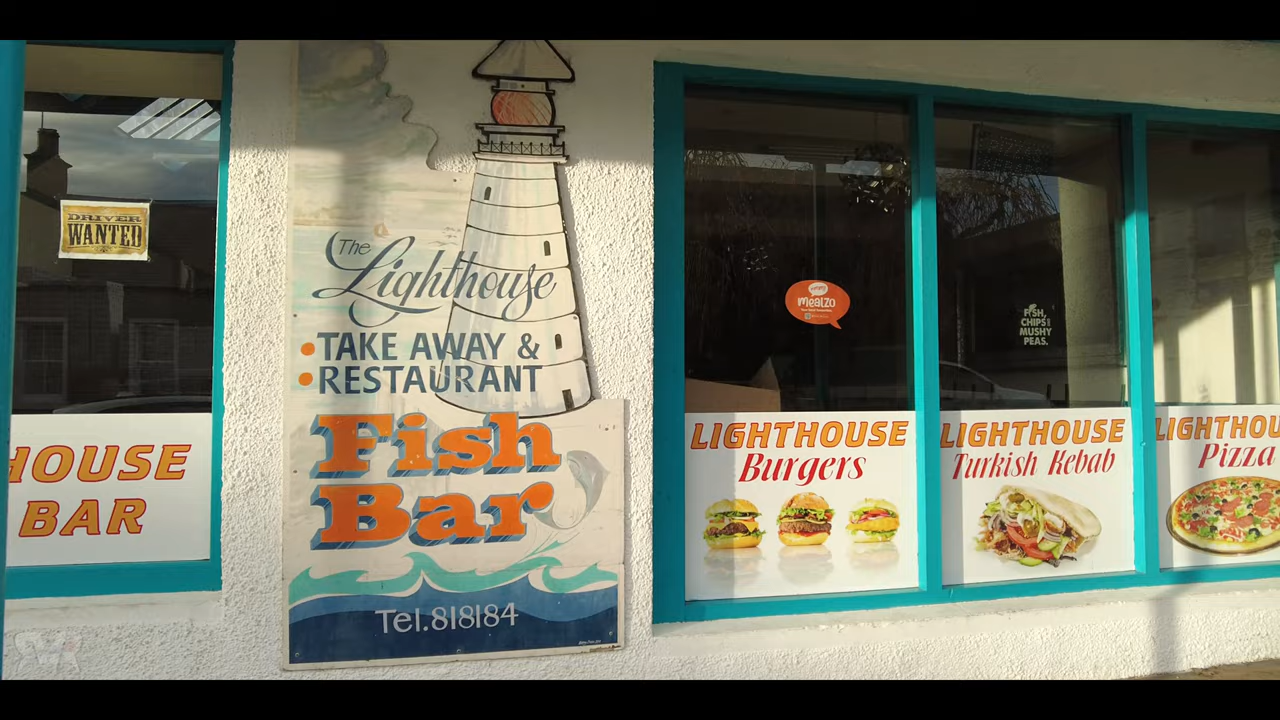 DRIVER
WANTED
HOUSE
BAR
The
Lighthouse
TAKE AWAY &
RESTAURANT
Fish
Bar
Tel.818184
mealzo
FISH,
CHIPS
MUSHY
PEAS.
LIGHTHOUSE
Burgers
LIGHTHOUSE
Turkish Kebab
LIGHTHOU
Pizza